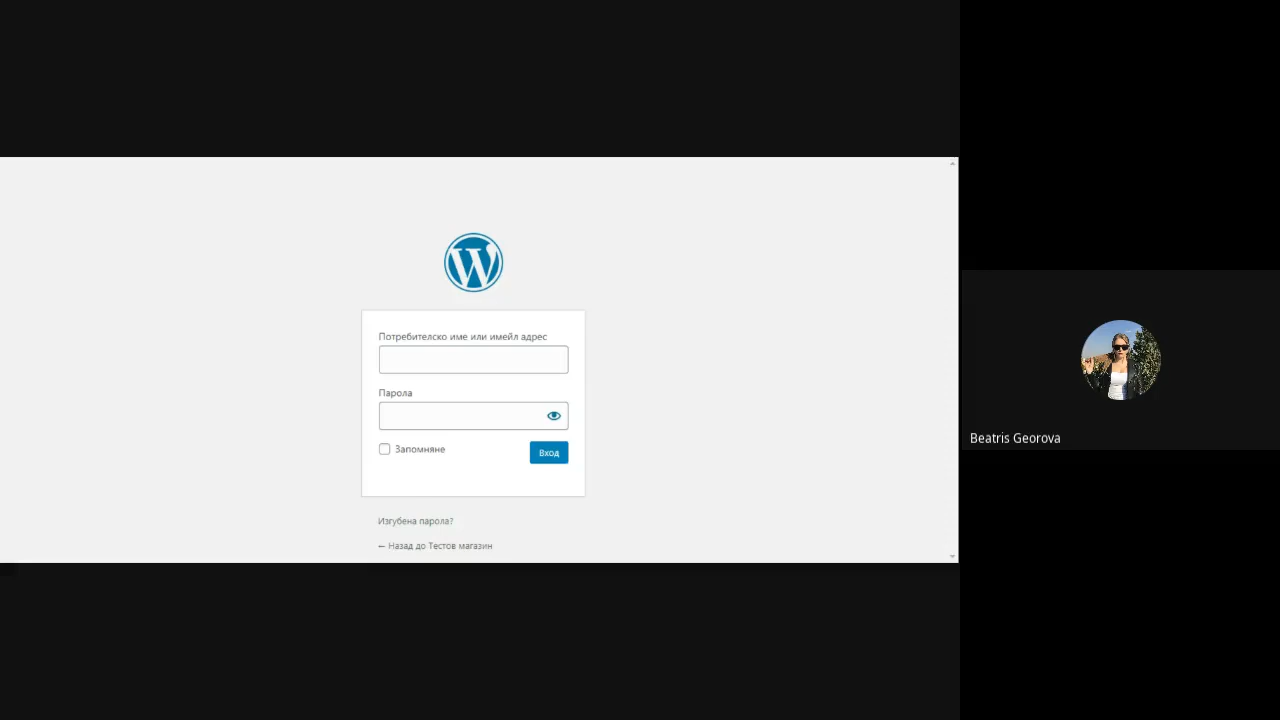 Потребителско име или имейл адрес
Парола
Запомняне
Вход
Изгубена парола?
← Назад до Тестов магазин
Beatris Georova